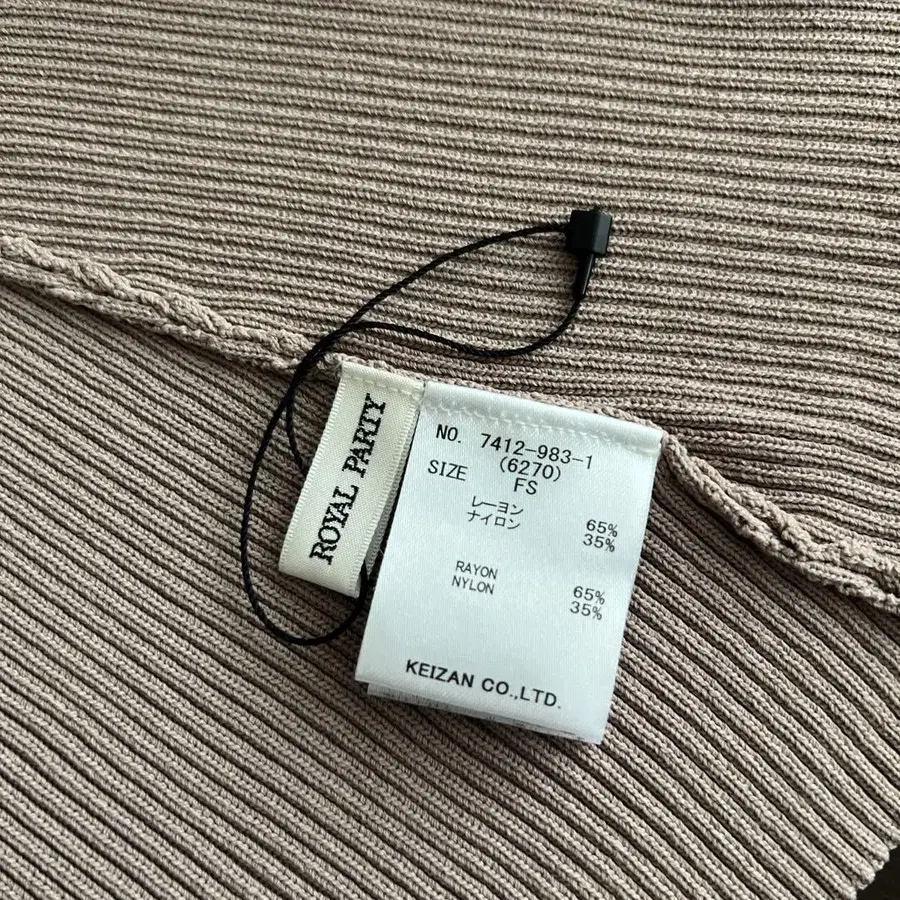 ROYAL PARTY
NO. 7412-983-1
(6270)
SIZE FS
レーヨン 65%
ナイロン 35%
RAYON 65%
NYLON 35%
KEIZAN CO.,LTD.